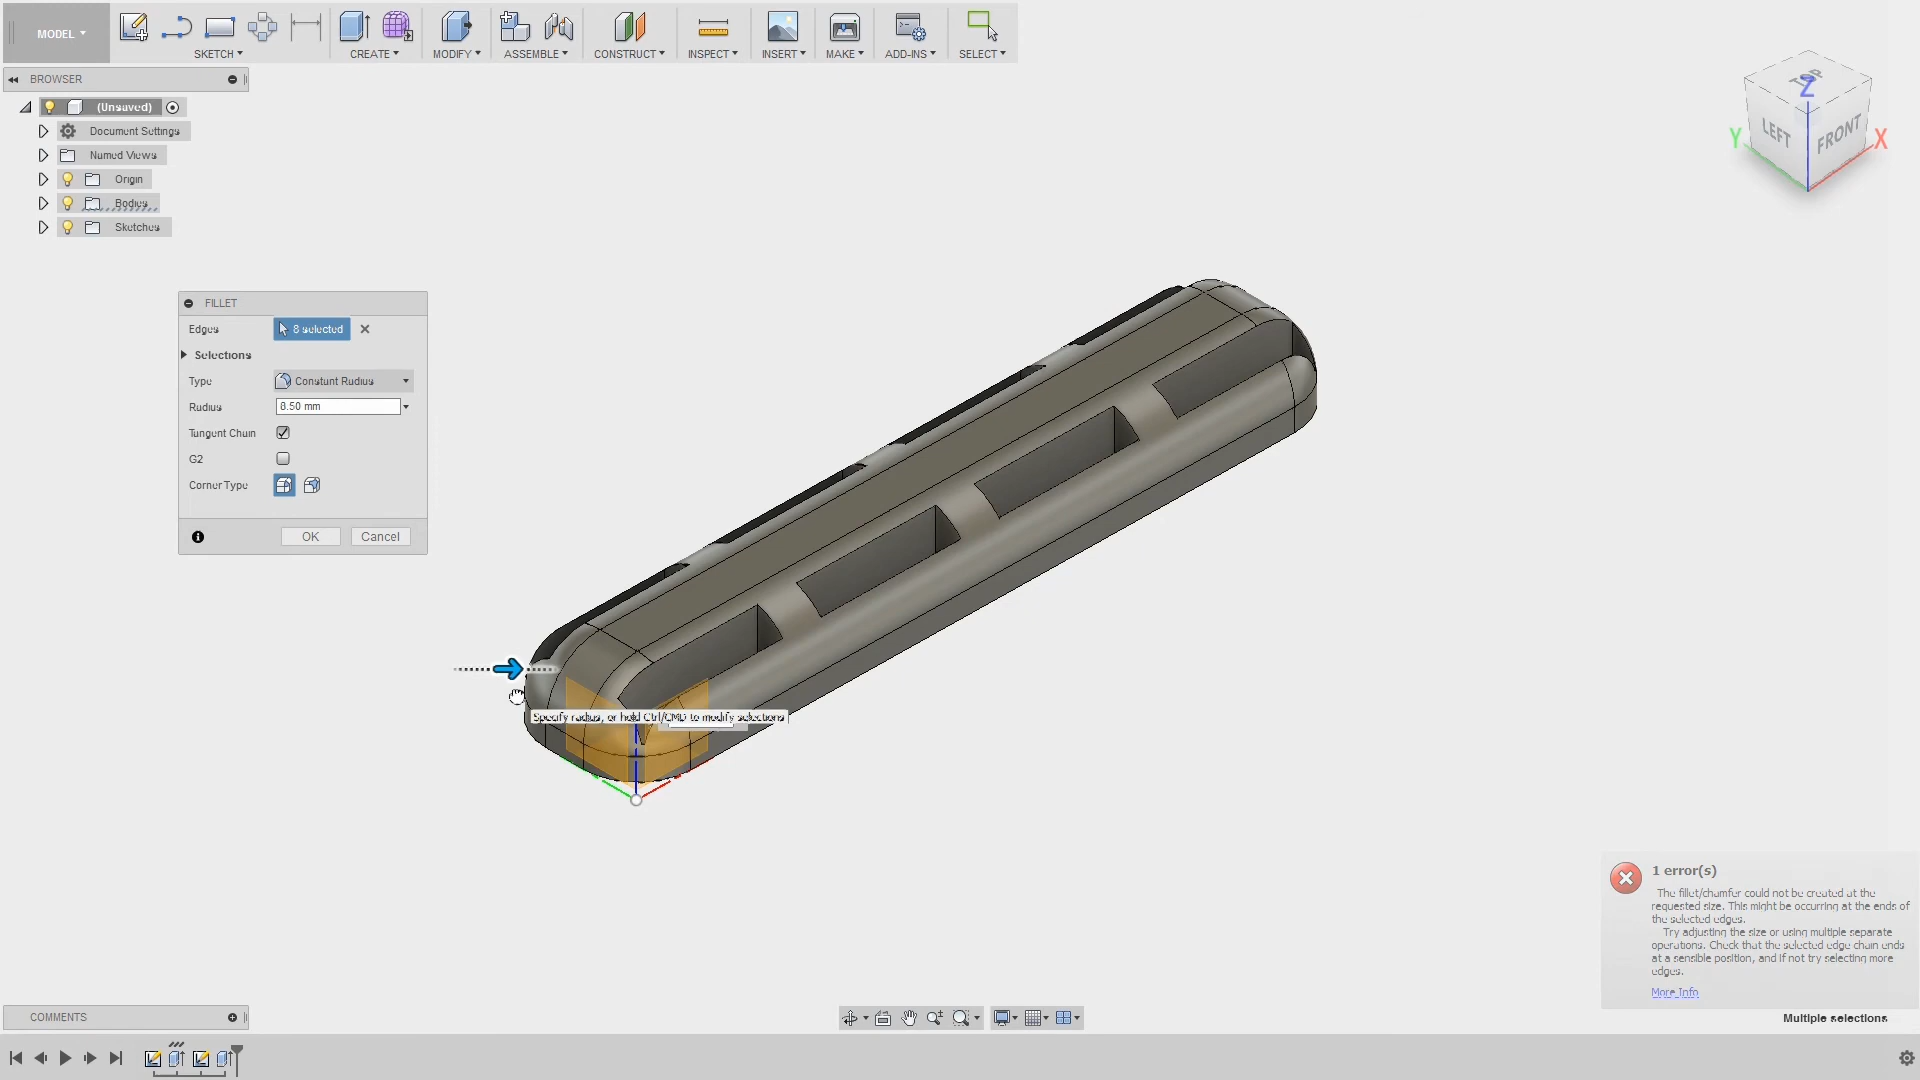 MODEL
SKETCH
CREATE
MODIFY
ASSEMBLE
CONSTRUCT
INSPECT
INSERT
MAKE
ADD-INS
SELECT
BROWSER
(Unsaved)
Document Settings
Named Views
Origin
Bodies
Sketches
TOP
Z
LEFT
FRONT
Y
X
FILLET
Edges
8 selected
Selections
Type
Constant Radius
Radius
8.50 mm
Tangent Chain
G2
Corner Type
OK
Cancel
Specify radius, or hold Ctrl/CMD to modify selections
1 error(s)
The fillet/chamfer could not be created at the
requested size. This might be occurring at the ends of
the selected edges.
Try adjusting the size or using multiple separate
operations. Check that the selected edge chain ends
at a sensible position, and if not try selecting more
edges.
More Info
Multiple selections
COMMENTS